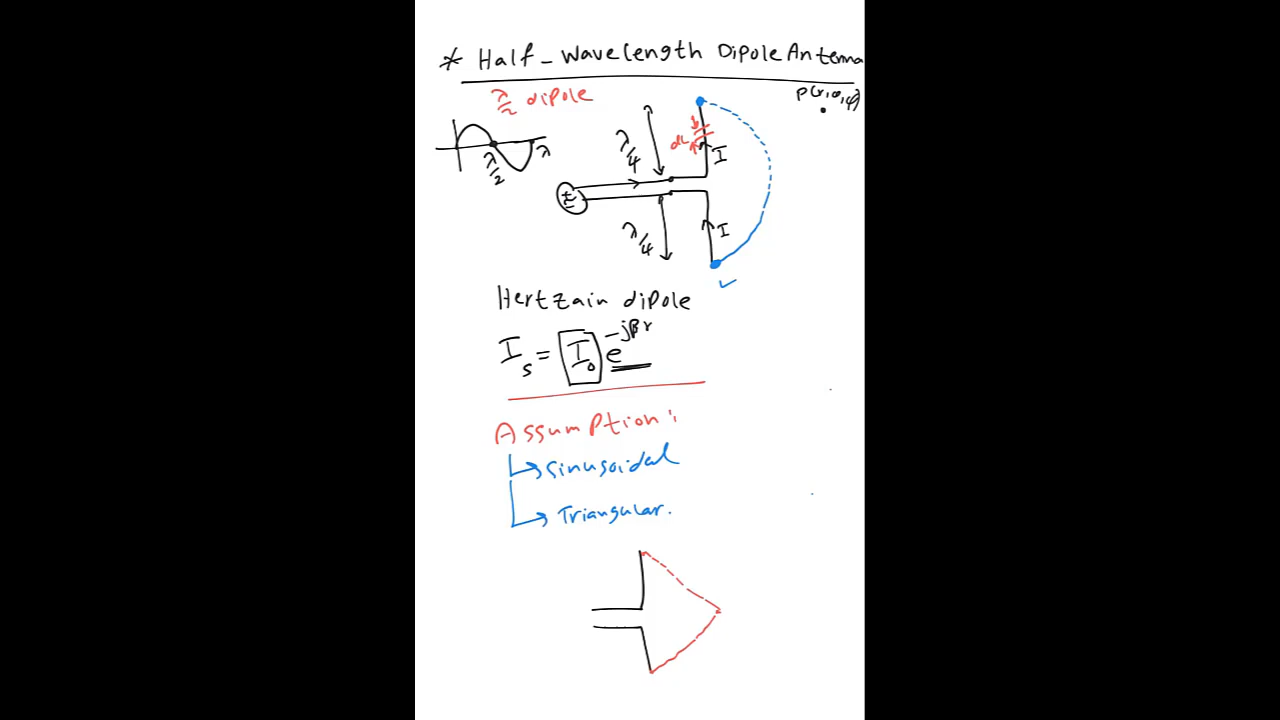 * Half-Wavelength Dipole Antenna
λ/2 dipole
P(r,θ,φ)
λ/4
dl
I
λ
λ/2
λ/4
I
Hertzain dipole
Is = I₀ e^-jβr
Assumption:
Sinusoidal
Triangular.